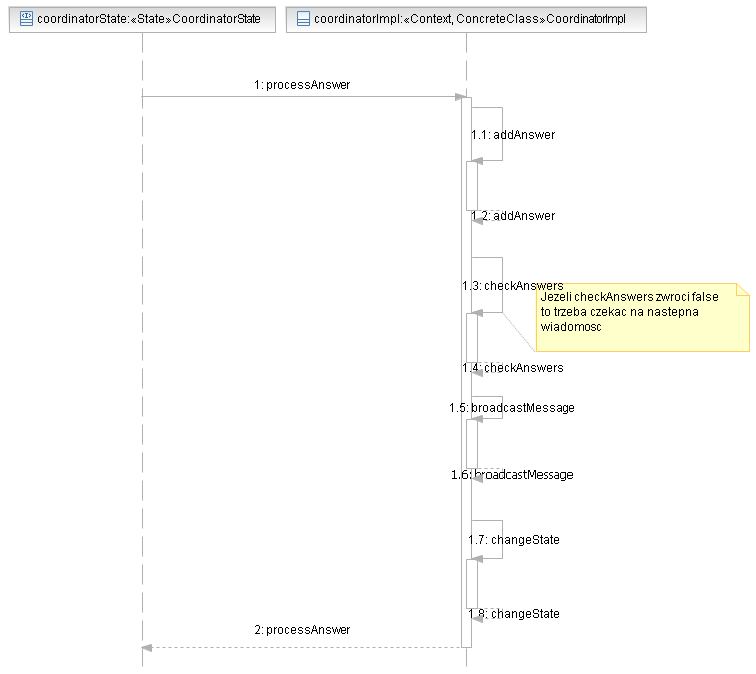 coordinatorState:«State»CoordinatorState
coordinatorImpl:«Context, ConcreteClass»CoordinatorImpl
1: processAnswer
1.1: addAnswer
1.2: addAnswer
1.3: checkAnswers
Jezeli checkAnswers zwroci false
to trzeba czekac na nastepna
wiadomosc
1.4: checkAnswers
1.5: broadcastMessage
1.6: broadcastMessage
1.7: changeState
1.8: changeState
2: processAnswer